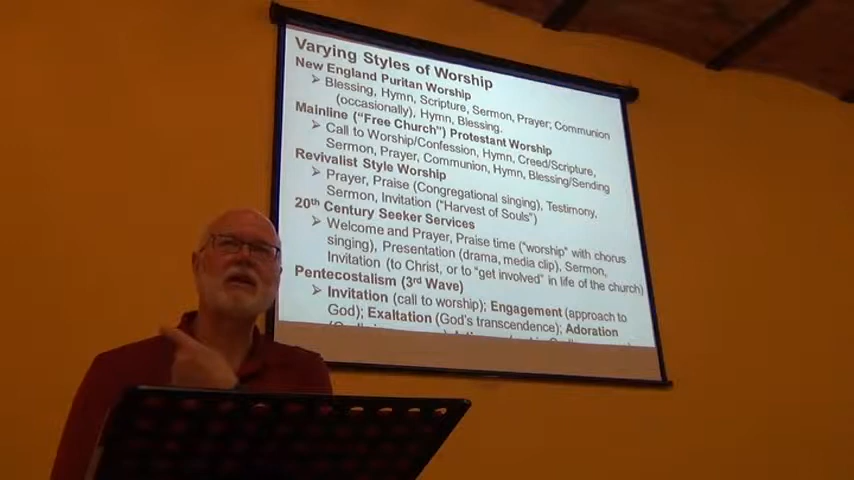 Varying Styles of Worship
New England Puritan Worship
➢ Blessing, Hymn, Scripture, Sermon, Prayer, Communion
(occasionally), Hymn, Blessing.
Mainline ("Free Church") Protestant Worship
➢ Call to Worship/Confession, Hymn, Creed/Scripture,
Sermon, Prayer, Communion, Hymn, Blessing/Sending
Revivalist Style Worship
➢ Prayer, Praise (Congregational singing), Testimony,
Sermon, Invitation ("Harvest of Souls")
20th Century Seeker Services
➢ Welcome and Prayer, Praise time ("worship" with chorus
singing), Presentation (drama, media clip), Sermon,
Invitation (to Christ, or to "get involved" in life of the church)
Pentecostalism (3rd Wave)
➢ Invitation (call to worship); Engagement (approach to
God); Exaltation (God's transcendence); Adoration